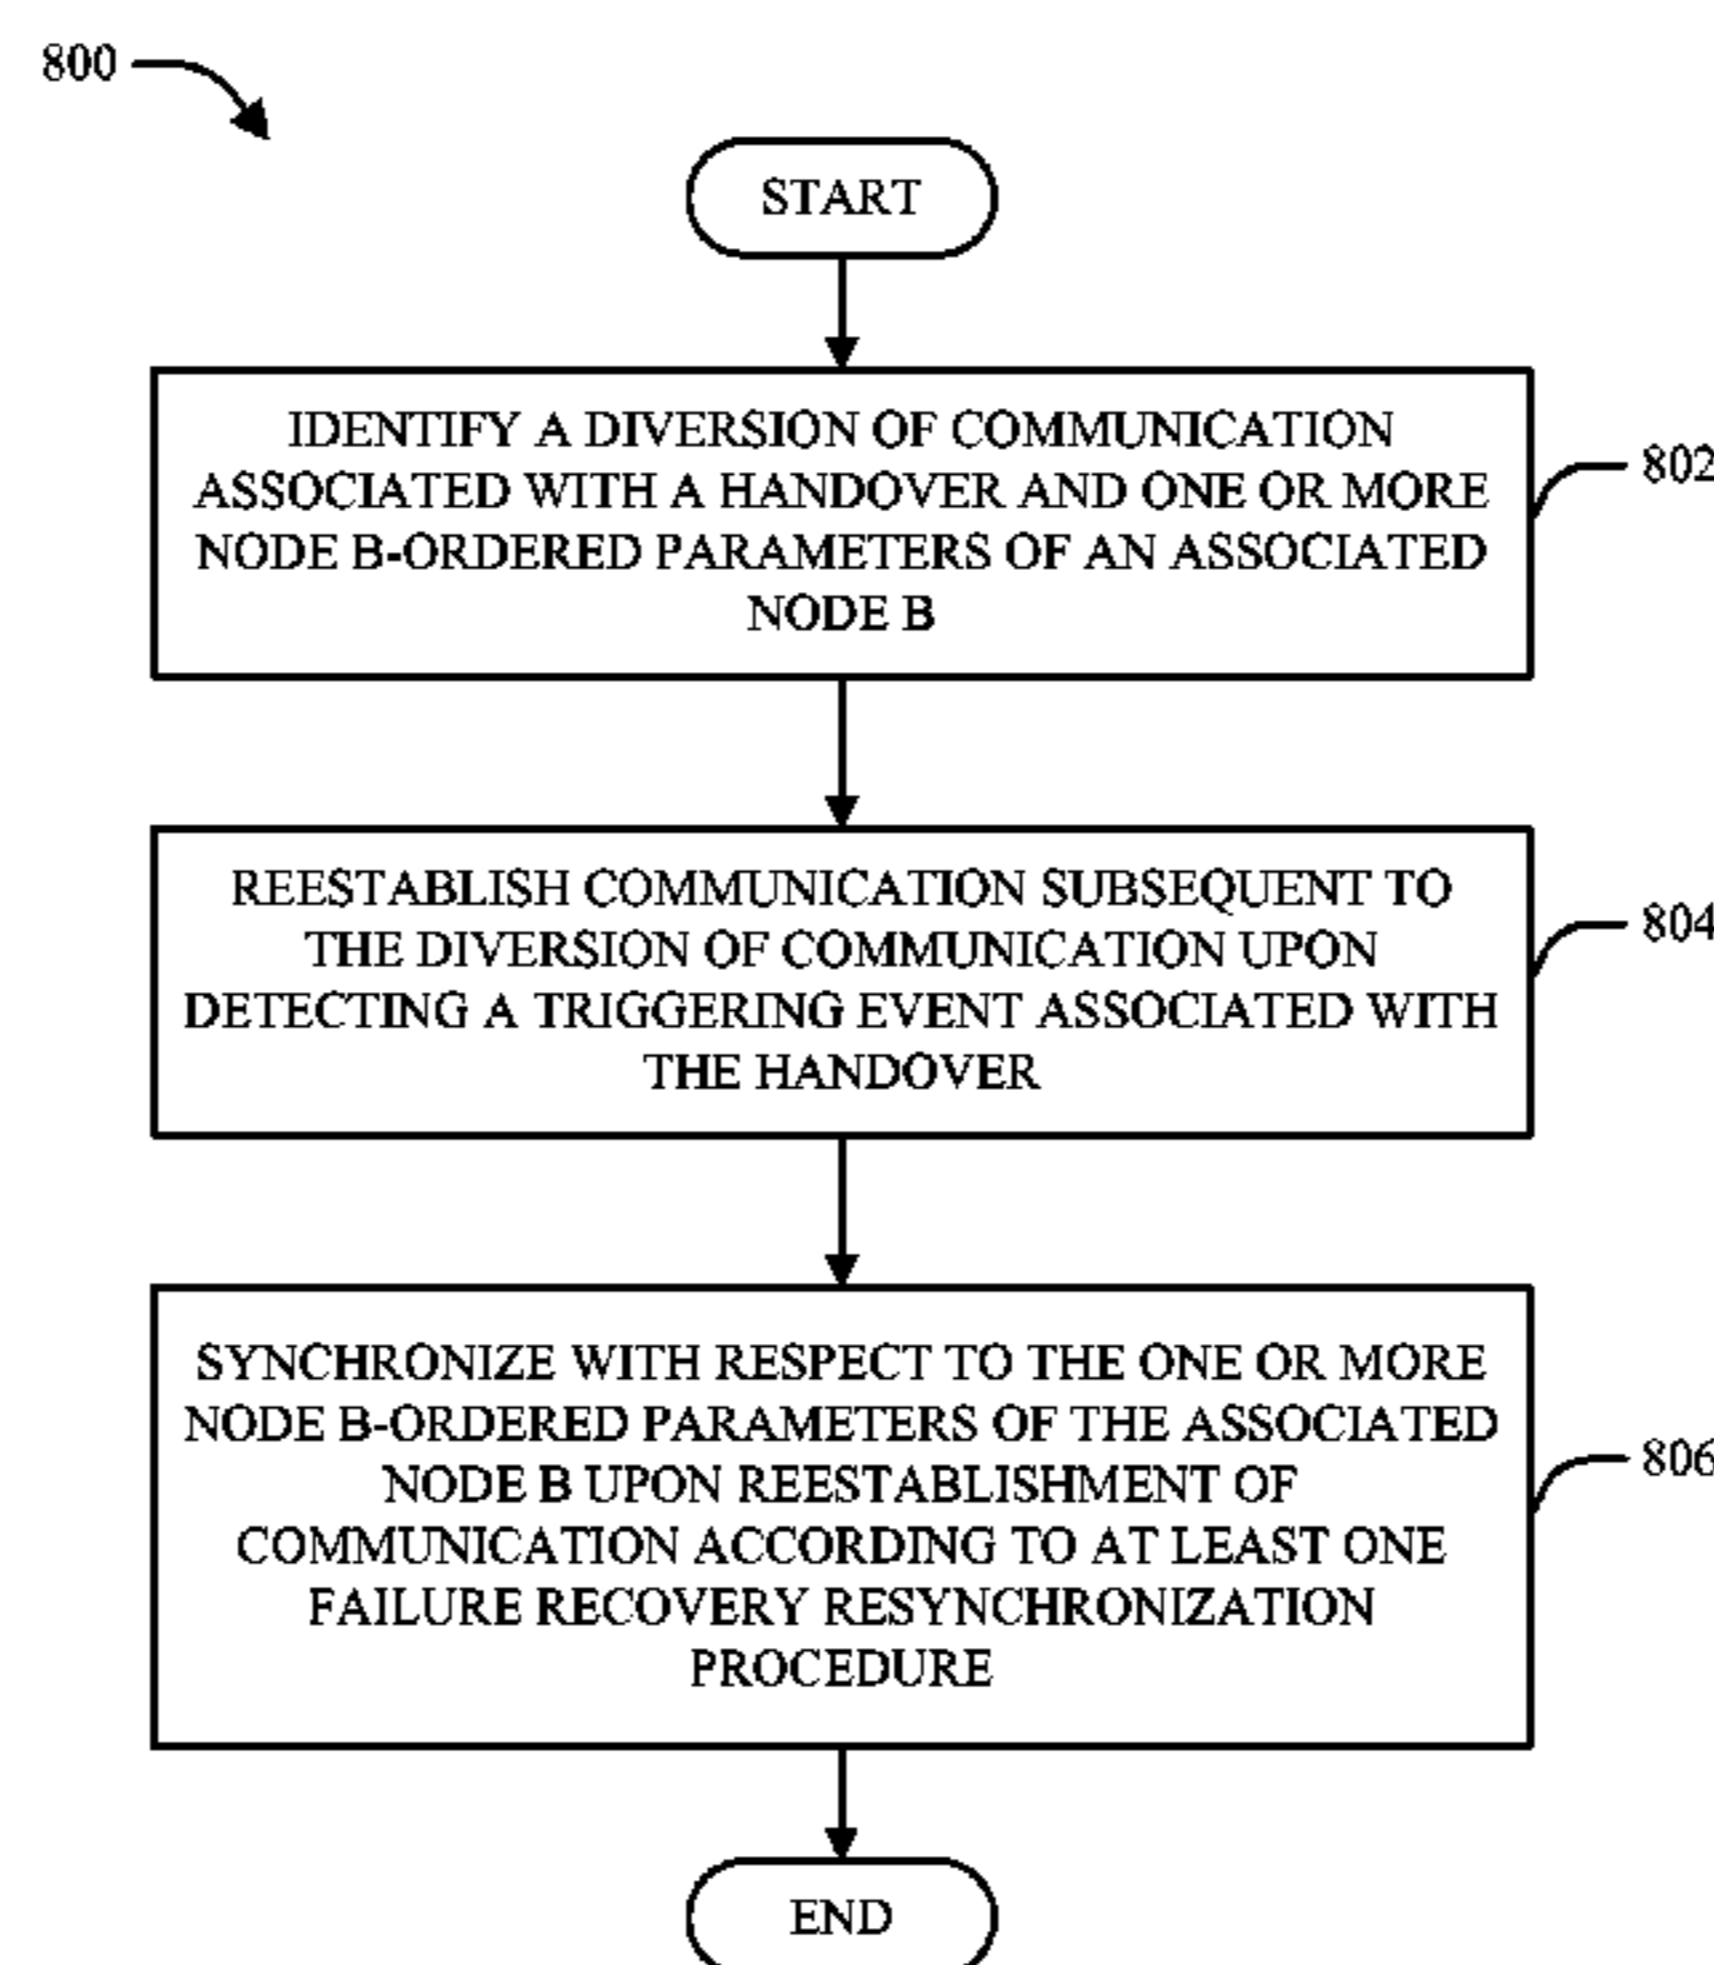 800
START
IDENTIFY A DIVERSION OF COMMUNICATION
ASSOCIATED WITH A HANDOVER AND ONE OR MORE
NODE B-ORDERED PARAMETERS OF AN ASSOCIATED
NODE B
802
REESTABLISH COMMUNICATION SUBSEQUENT TO
THE DIVERSION OF COMMUNICATION UPON
DETECTING A TRIGGERING EVENT ASSOCIATED WITH
THE HANDOVER
804
SYNCHRONIZE WITH RESPECT TO THE ONE OR MORE
NODE B-ORDERED PARAMETERS OF THE ASSOCIATED
NODE B UPON REESTABLISHMENT OF
COMMUNICATION ACCORDING TO AT LEAST ONE
FAILURE RECOVERY RESYNCHRONIZATION
PROCEDURE
806
END